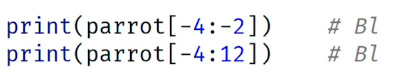 print(parrot[-4:-2])    # Bl
print(parrot[-4:12])    # Bl